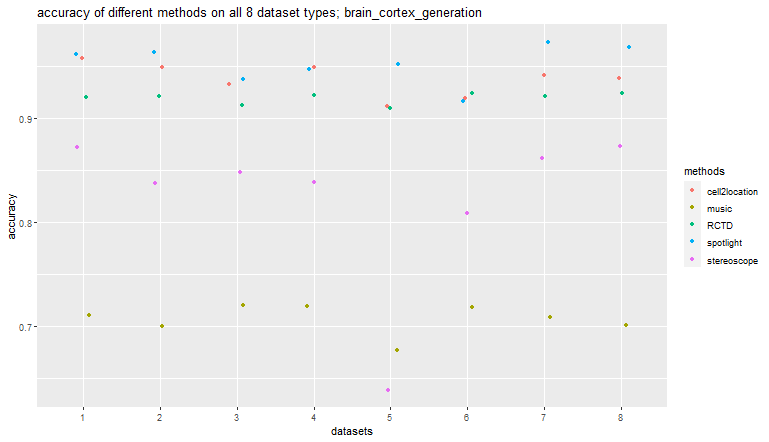 accuracy of different methods on all 8 dataset types; brain_cortex_generation
accuracy
0.9
0.8
0.7
1 2 3 4 5 6 7 8
datasets
methods
cell2location
music
RCTD
spotlight
stereoscope